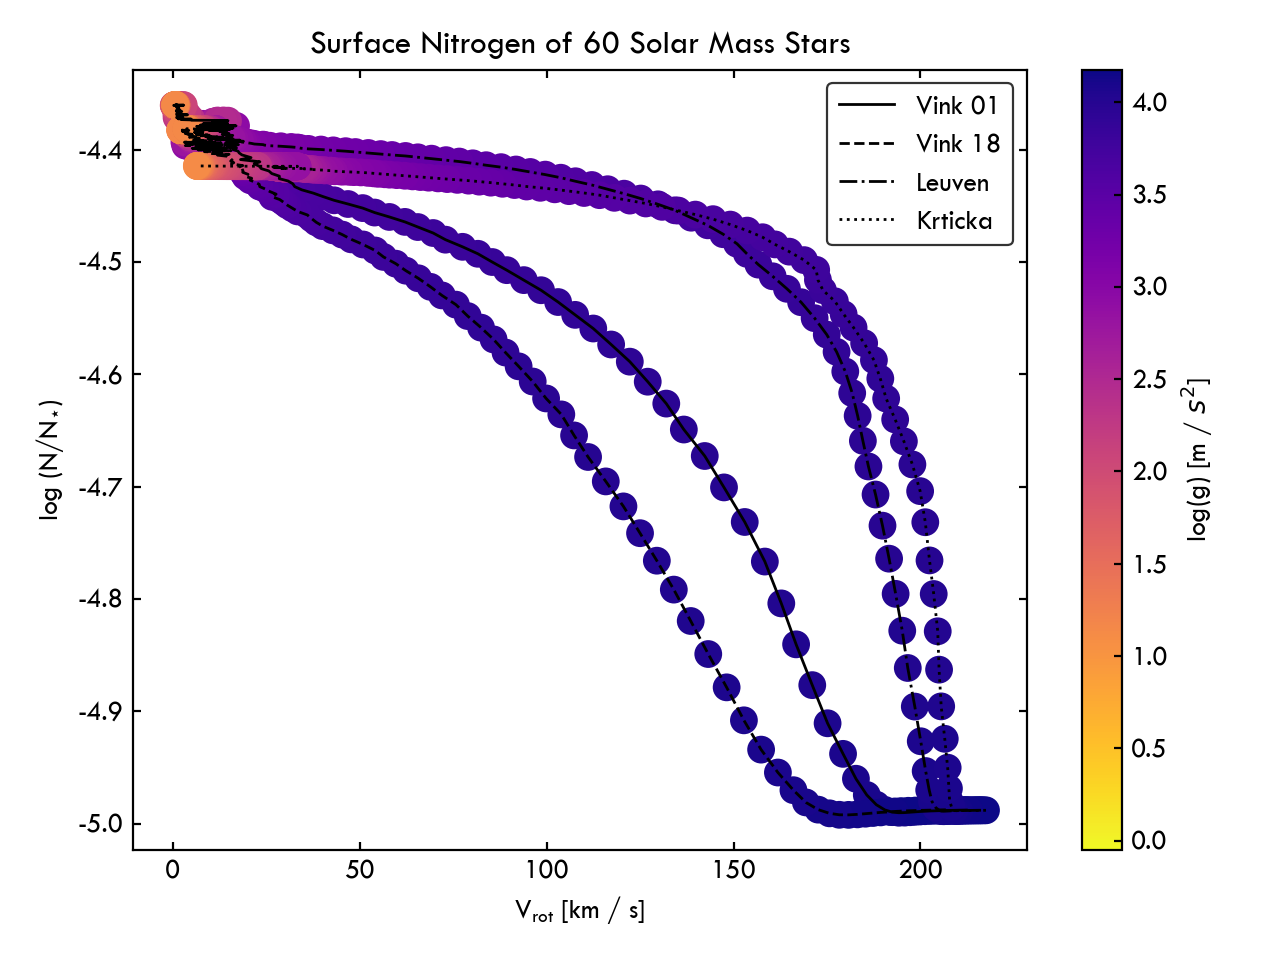 Surface Nitrogen of 60 Solar Mass Stars
Vink 01
Vink 18
Leuven
Krticka
-4.4
-4.5
-4.6
-4.7
-4.8
-4.9
-5.0
log (N/N⋆)
0
50
100
150
200
V_rot [km / s]
4.0
3.5
3.0
2.5
2.0
1.5
1.0
0.5
0.0
log(g) [m / s²]